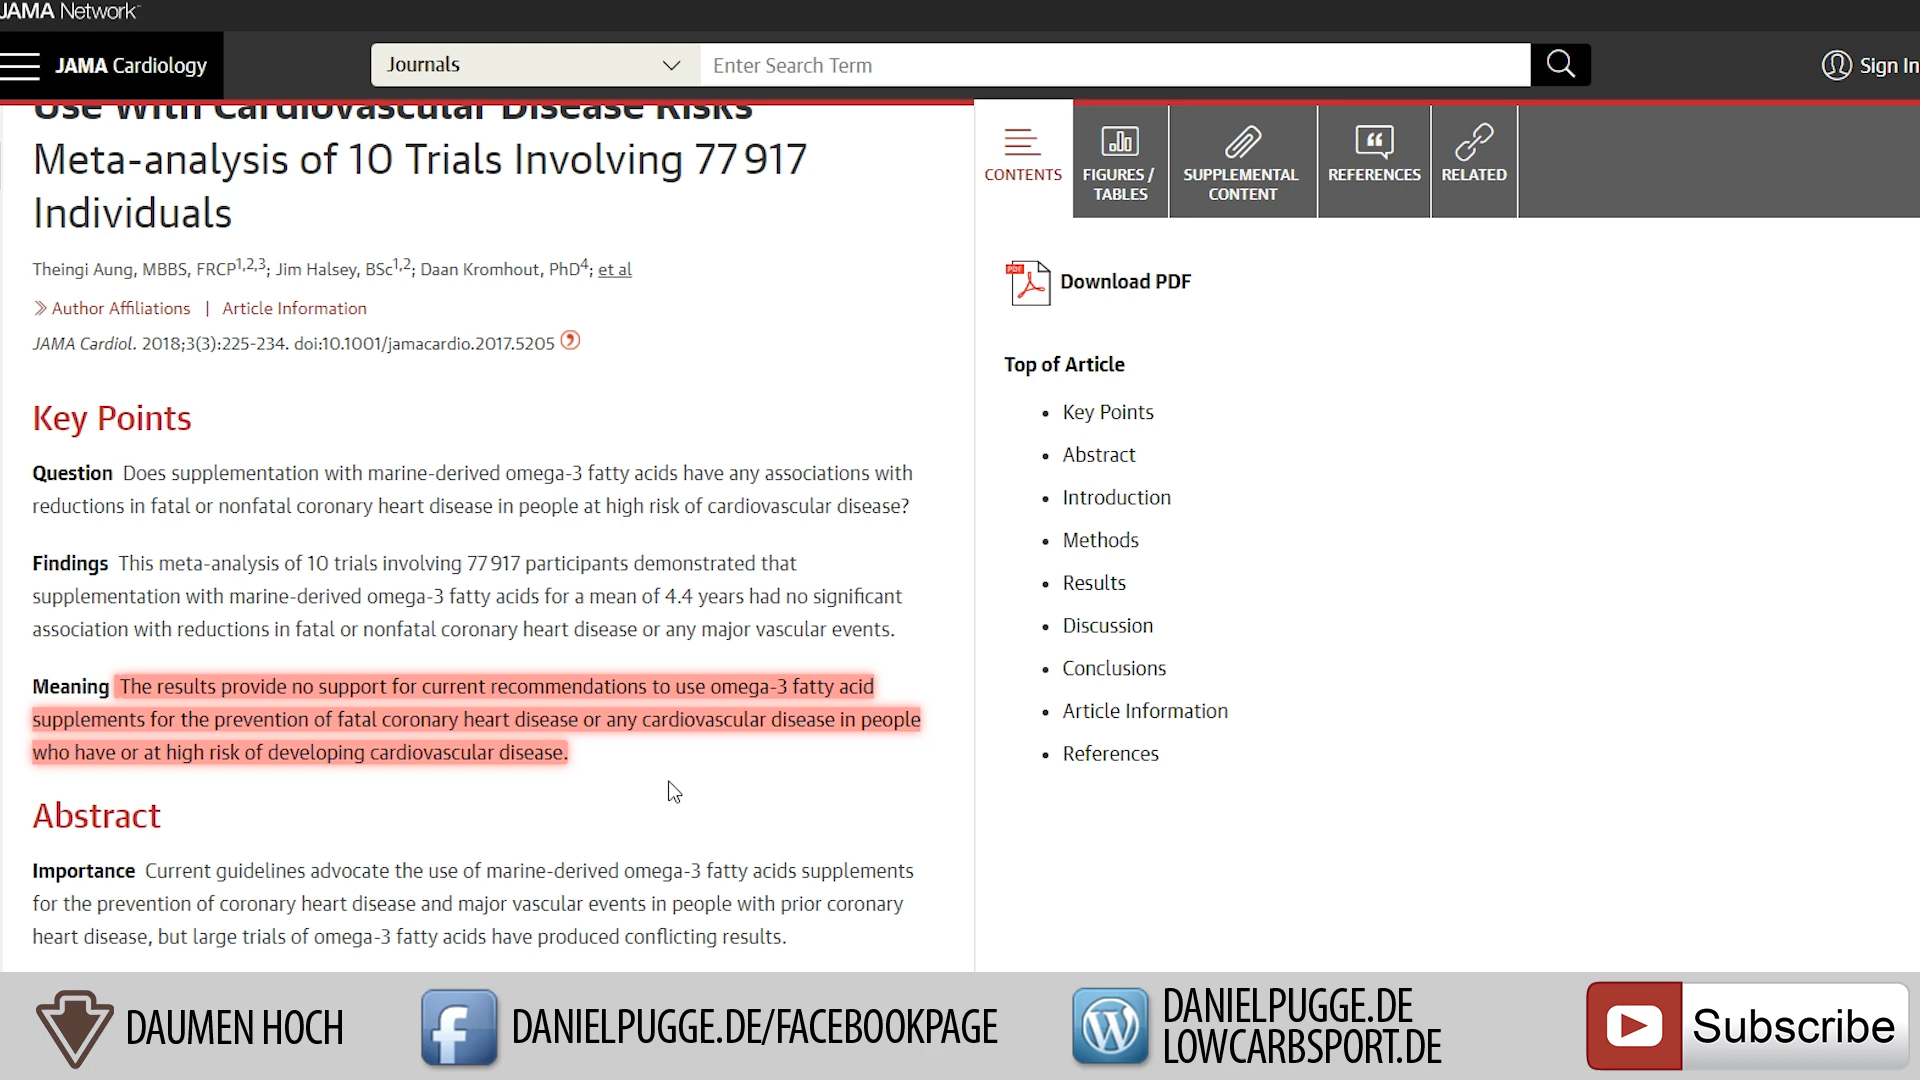 JAMA Network
JAMA Cardiology
Journals
Enter Search Term
Sign In
Use With Cardiovascular Disease Risks
Meta-analysis of 10 Trials Involving 77 917
Individuals
Theingi Aung, MBBS, FRCP1,2,3; Jim Halsey, BSc1,2; Daan Kromhout, PhD4; et al
Author Affiliations | Article Information
JAMA Cardiol. 2018;3(3):225-234. doi:10.1001/jamacardio.2017.5205
Key Points
Question Does supplementation with marine-derived omega-3 fatty acids have any associations with
reductions in fatal or nonfatal coronary heart disease in people at high risk of cardiovascular disease?
Findings This meta-analysis of 10 trials involving 77 917 participants demonstrated that
supplementation with marine-derived omega-3 fatty acids for a mean of 4.4 years had no significant
association with reductions in fatal or nonfatal coronary heart disease or any major vascular events.
Meaning The results provide no support for current recommendations to use omega-3 fatty acid
supplements for the prevention of fatal coronary heart disease or any cardiovascular disease in people
who have or at high risk of developing cardiovascular disease.
Abstract
Importance Current guidelines advocate the use of marine-derived omega-3 fatty acids supplements
for the prevention of coronary heart disease and major vascular events in people with prior coronary
heart disease, but large trials of omega-3 fatty acids have produced conflicting results.
CONTENTS
FIGURES /
TABLES
SUPPLEMENTAL
CONTENT
REFERENCES
RELATED
PDF
Download PDF
Top of Article
• Key Points
• Abstract
• Introduction
• Methods
• Results
• Discussion
• Conclusions
• Article Information
• References
DAUMEN HOCH
DANIELPUGGE.DE/FACEBOOKPAGE
DANIELPUGGE.DE
LOWCARBSPORT.DE
Subscribe